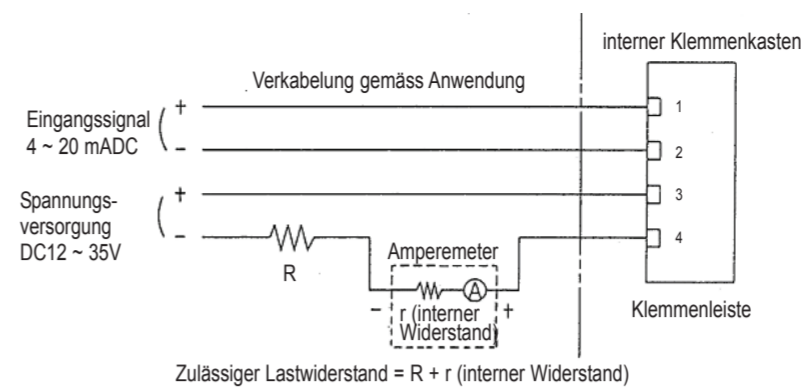 interner Klemmenkasten
Verkabelung gemäss Anwendung
Eingangssignal
4 ~ 20 mADC
+
−
1
2
Spannungs-
versorgung
DC12 ~ 35V
+
−
3
4
R
Amperemeter
A
−
+
r (interner
Widerstand)
Klemmenleiste
Zulässiger Lastwiderstand = R + r (interner Widerstand)